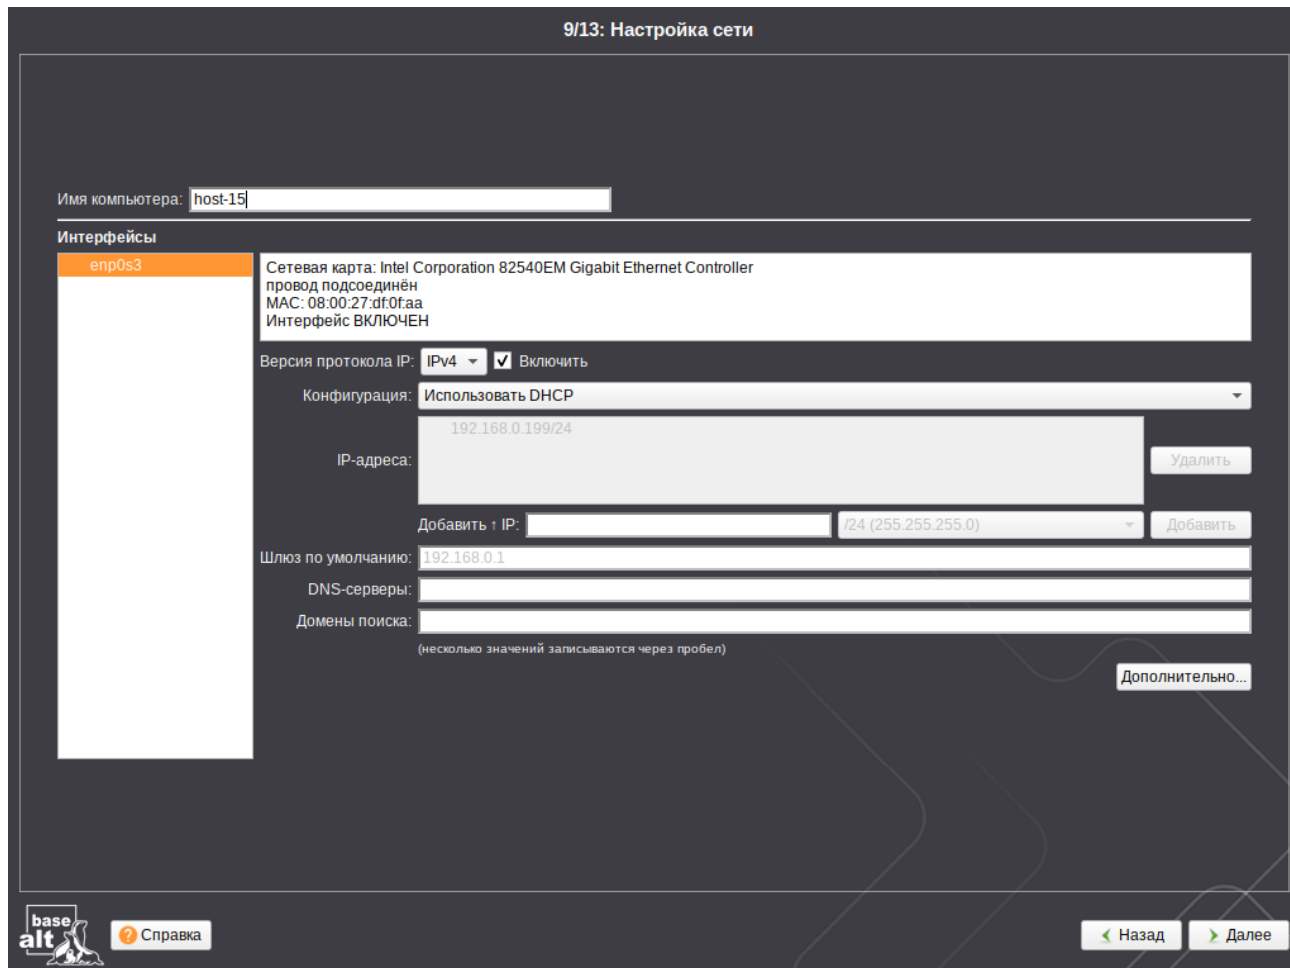 9/13: Настройка сети
Имя компьютера: host-15
Интерфейсы
enp0s3
Сетевая карта: Intel Corporation 82540EM Gigabit Ethernet Controller
провод подсоединён
MAC: 08:00:27:df:0f:aa
Интерфейс ВКЛЮЧЕН
Версия протокола IP: IPv4 Включить
Конфигурация: Использовать DHCP
192.168.0.199/24
IP-адреса: Удалить
Добавить ↑ IP: /24 (255.255.255.0) Добавить
Шлюз по умолчанию: 192.168.0.1
DNS-серверы:
Домены поиска:
(несколько значений записываются через пробел)
Дополнительно...
base
alt
Справка
Назад Далее